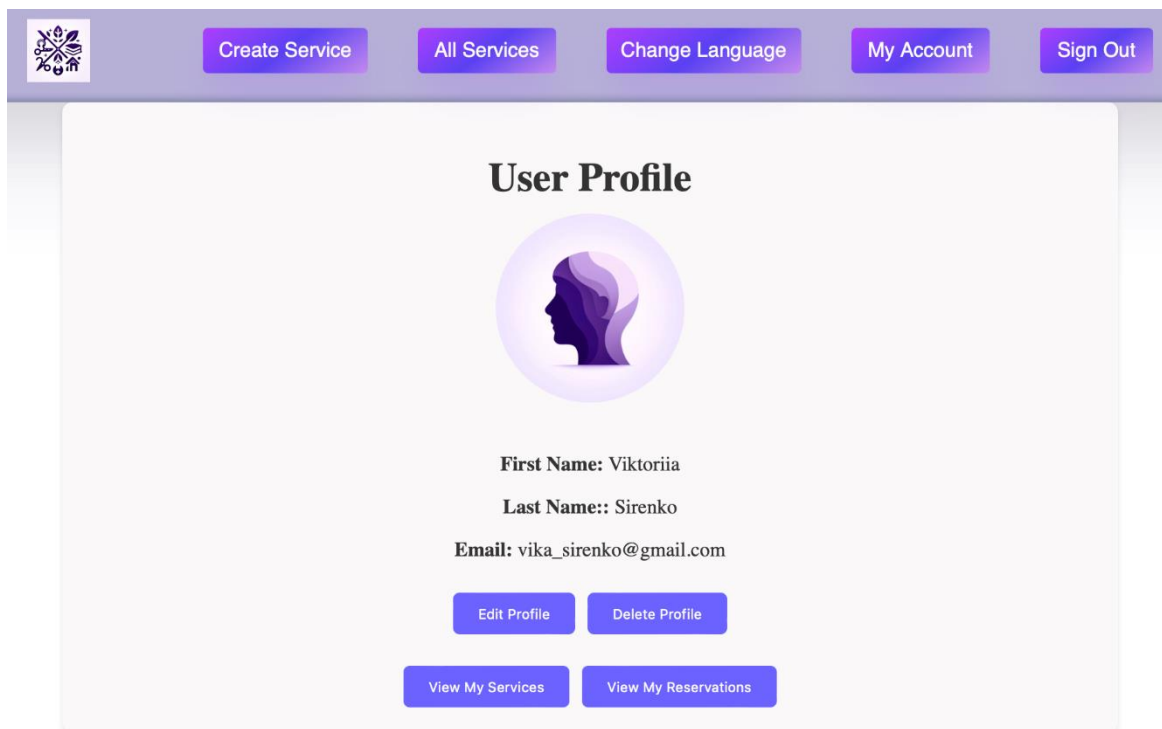 Create Service All Services Change Language My Account Sign Out
User Profile
First Name: Viktoriia
Last Name:: Sirenko
Email: vika_sirenko@gmail.com
Edit Profile Delete Profile
View My Services View My Reservations